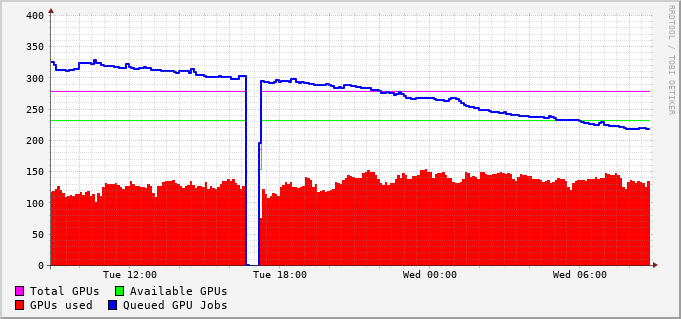 400
350
300
250
200
150
100
50
0
Tue 12:00 Tue 18:00 Wed 00:00 Wed 06:00
Total GPUs Available GPUs
GPUs used Queued GPU Jobs
RRDTOOL / TOBI OETIKER